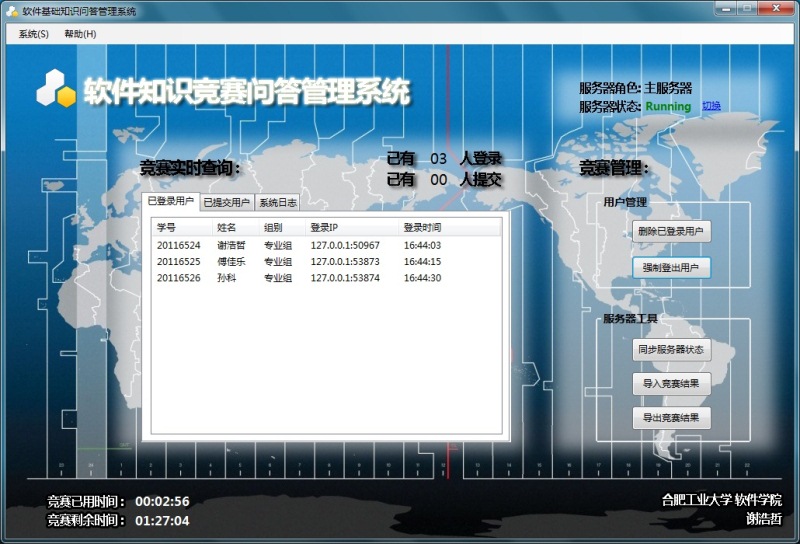 软件基础知识问答管理系统
系统(S) 帮助(H)
软件知识竞赛问答管理系统
服务器角色: 主服务器
服务器状态: Running 切换
竞赛实时查询:
已有 03 人登录
已有 00 人提交
已登录用户 已提交用户 系统日志
学号 姓名 组别 登录IP 登录时间
20116524 谢浩哲 专业组 127.0.0.1:50967 16:44:03
20116525 傅佳乐 专业组 127.0.0.1:53873 16:44:15
20116526 孙科 专业组 127.0.0.1:53874 16:44:30
竞赛管理:
用户管理
删除已登录用户
强制登出用户
服务器工具
同步服务器状态
导入竞赛结果
导出竞赛结果
竞赛已用时间: 00:02:56
竞赛剩余时间: 01:27:04
合肥工业大学 软件学院
谢浩哲